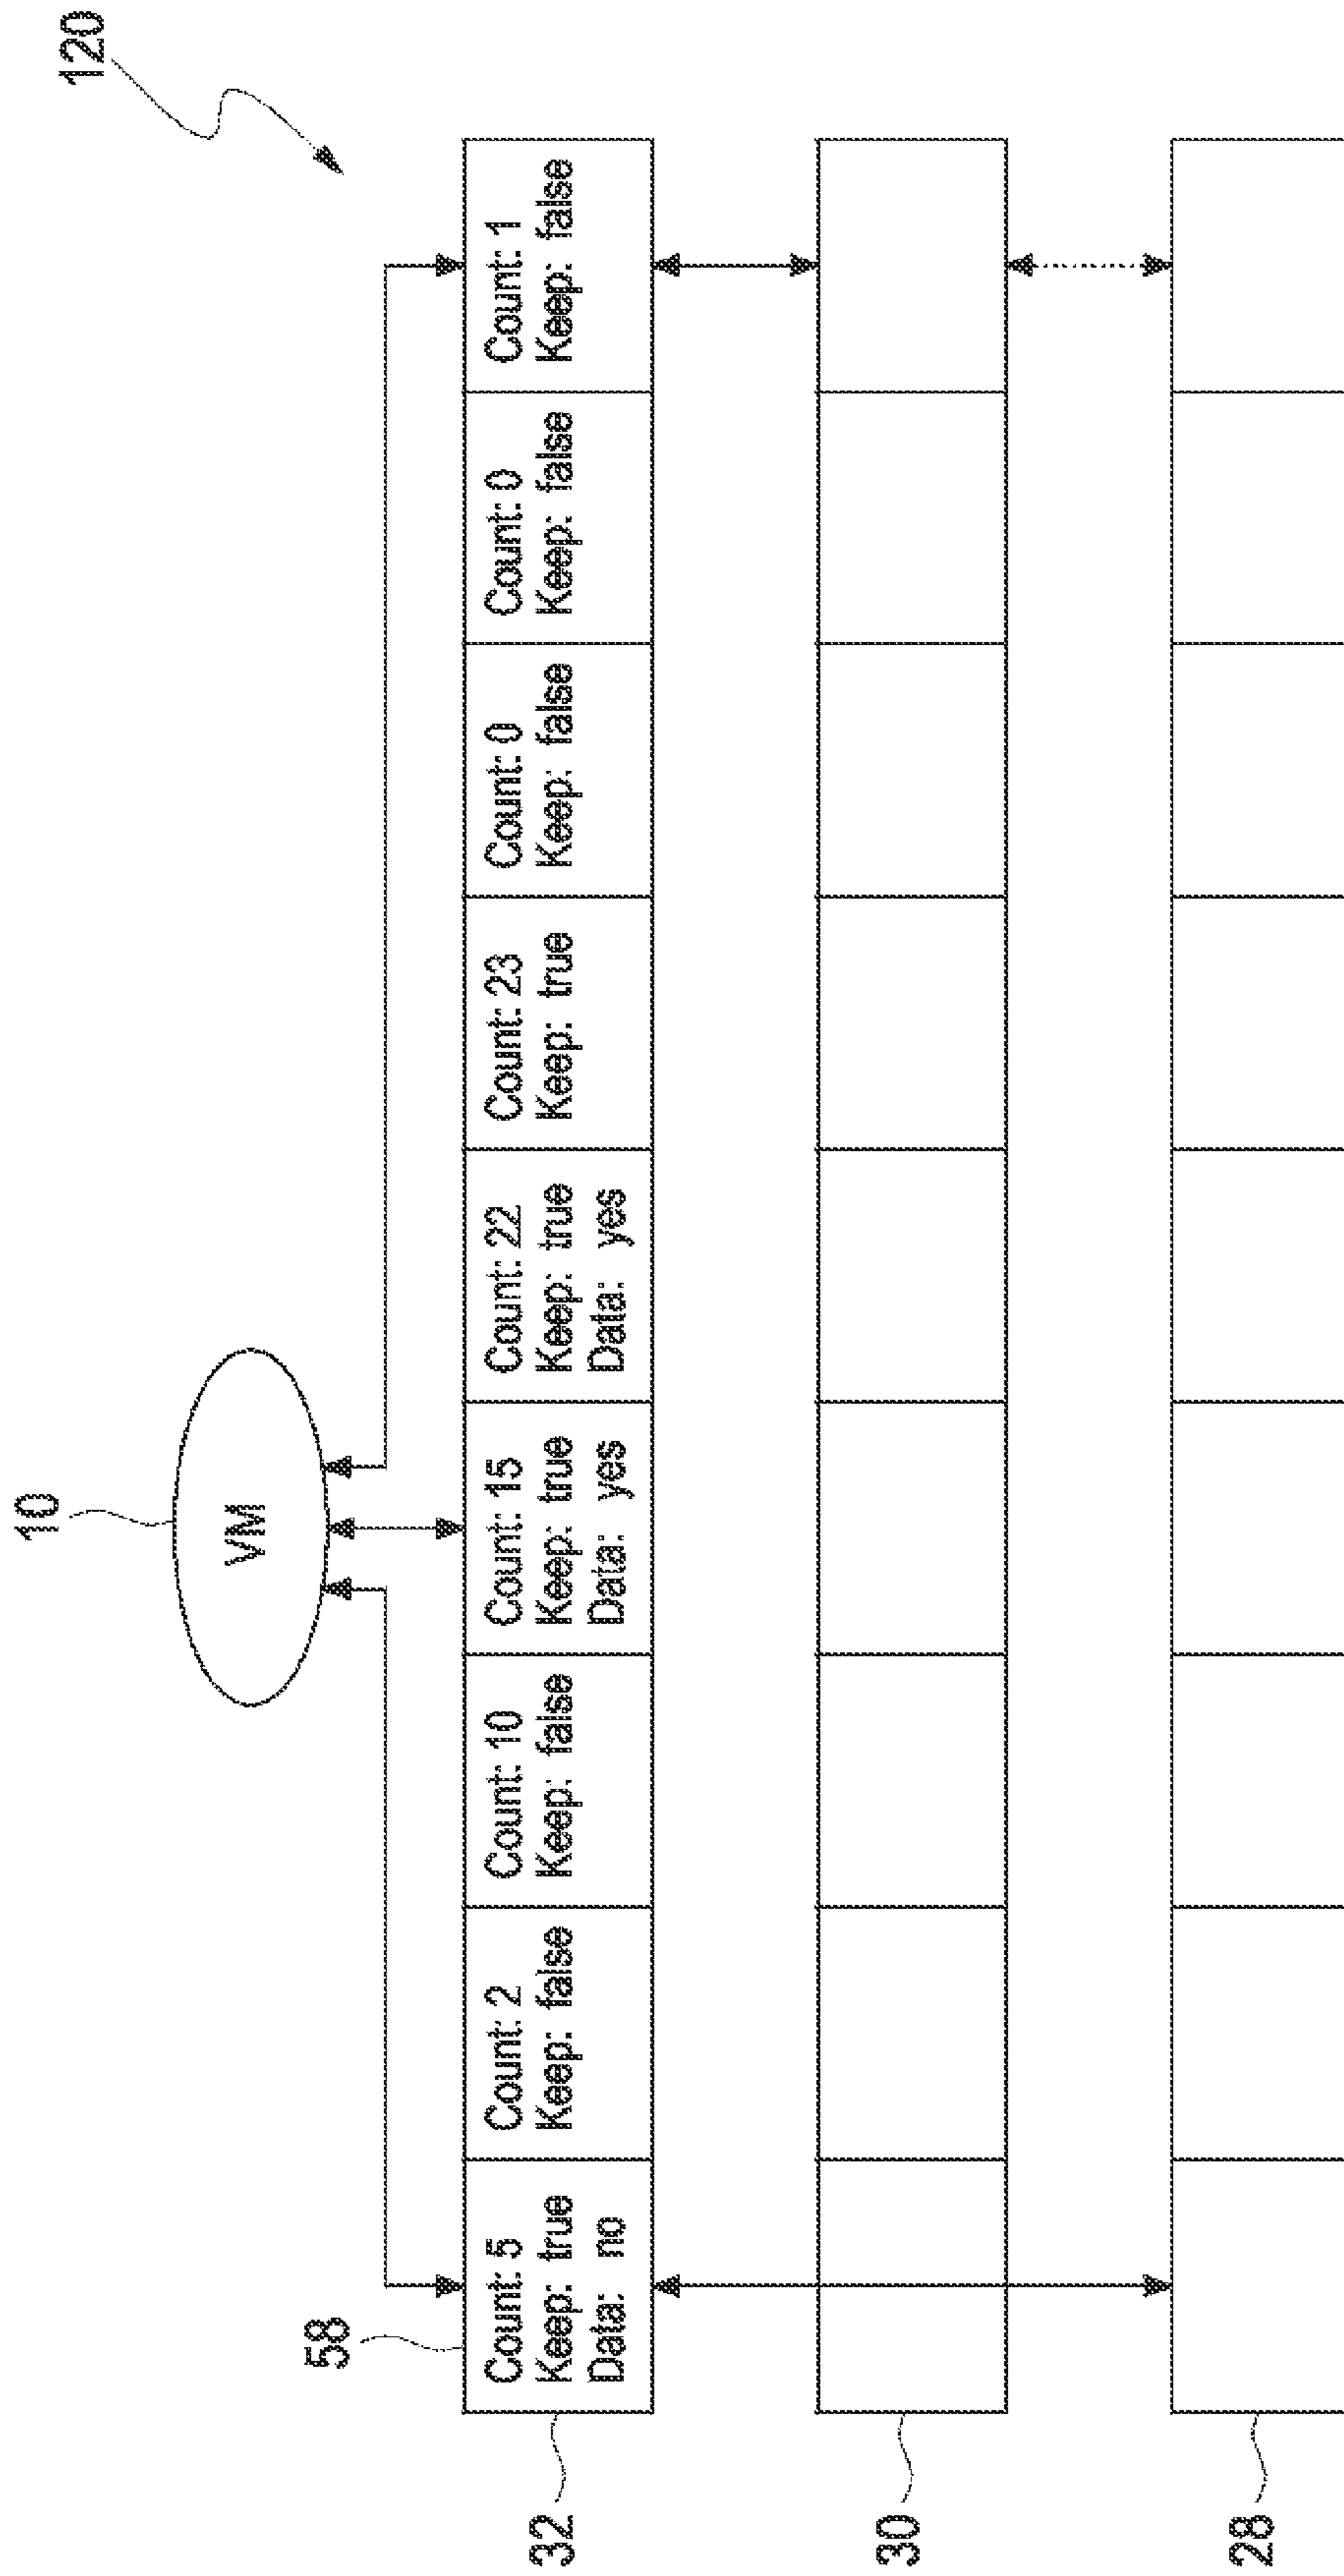 120
10
VM
58
32
Count: 5
Keep: true
Data: no
Count: 2
Keep: false
Count: 10
Keep: false
Count: 15
Keep: true
Data: yes
Count: 22
Keep: true
Data: yes
Count: 23
Keep: true
Count: 0
Keep: false
Count: 0
Keep: false
Count: 1
Keep: false
30
28